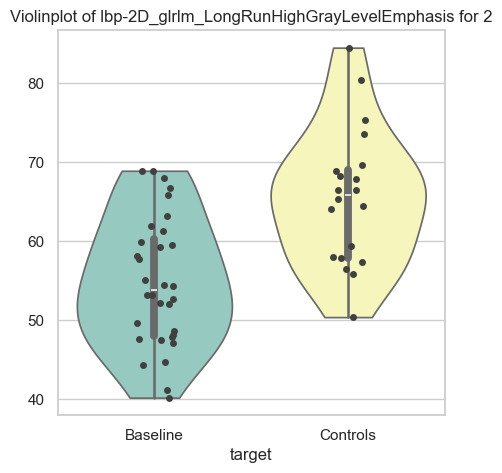 Violinplot of lbp-2D_glrlm_LongRunHighGrayLevelEmphasis for 2
80
70
60
50
40
Baseline
Controls
target